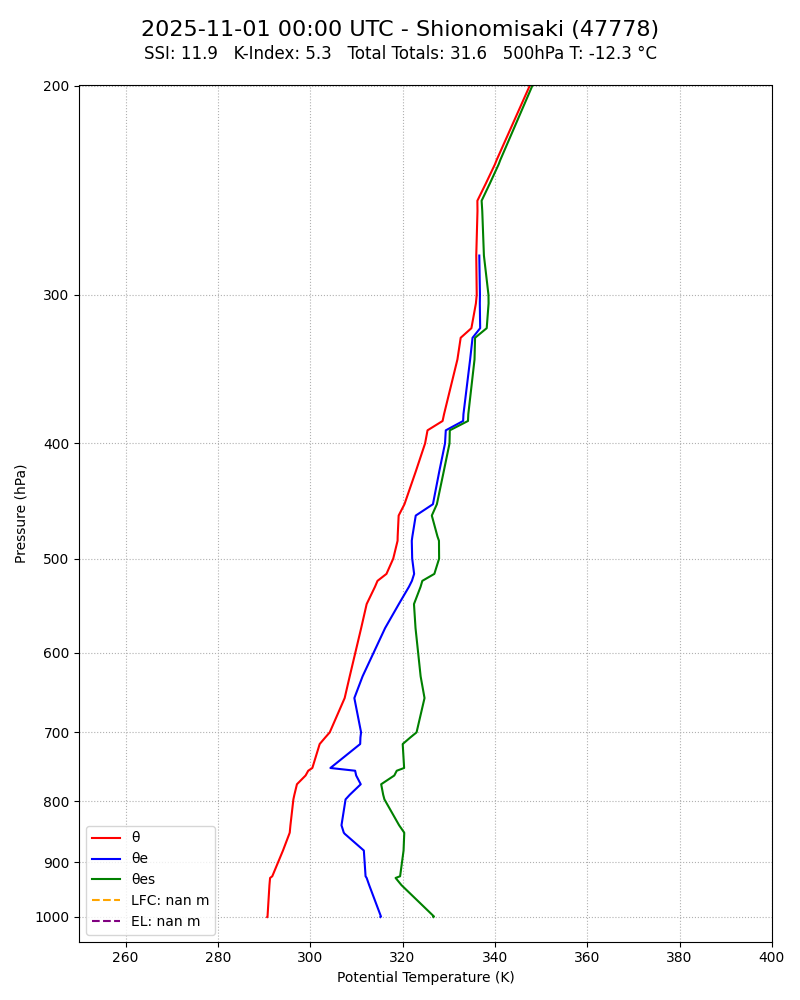 2025-11-01 00:00 UTC - Shionomisaki (47778)
SSI: 11.9   K-Index: 5.3   Total Totals: 31.6   500hPa T: -12.3 °C
200
300
400
500
600
700
800
900
1000
Pressure (hPa)
θ
θe
θes
LFC: nan m
EL: nan m
260 280 300 320 340 360 380 400
Potential Temperature (K)